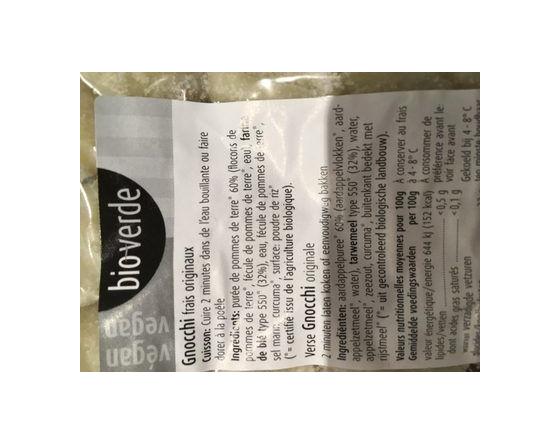 bio-verde
végan
vegan
Gnocchi frais originaux
Cuisson: Cuire 2 minutes dans de l'eau bouillante ou faire
dorer à la poêle
Ingrédients: purée de pommes de terre* 60% (flocons de
pommes de terre*, fécule de pommes de terre*, eau), farine
de blé type 550* (32%), eau, fécule de pommes de terre*,
sel marin, curcuma*, surface: poudre de riz*
(*= certifié issu de l'agriculture biologique).
Verse Gnocchi originale
2 minuten laten koken of eenvoudigweg bakken
Ingrediënten: aardappelpuree* 60% (aardappelvlokken*, aard-
appelzetmeel*, water), tarwemeel type 550* (32%), water,
appelzetmeel*, zeezout, curcuma*, buitenkant bedekt met
rijstmeel* (*= uit gecontroleerd biologische landbouw).
Valeurs nutritionnelles moyennes pour 100g
Gemiddelde voedingswaarden per 100g
valeur énergétique/energie 644 kJ (152 kcal)
lipides/vetten <0,5 g
dont acides gras saturés <0,1 g
waarvan verzadigde vetzuren
À conserver au frais
à 4 - 8° C
À consommer de
préférence avant le:
voir face avant
Gekoeld bij 4 - 8° C